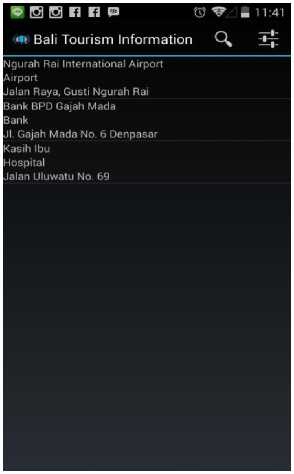 11:41
Bali Tourism Information
Ngurah Rai International Airport
Airport
Jalan Raya, Gusti Ngurah Rai
Bank BPD Gajah Mada
Bank
Jl. Gajah Mada No. 6 Denpasar
Kasih Ibu
Hospital
Jalan Uluwatu No. 69